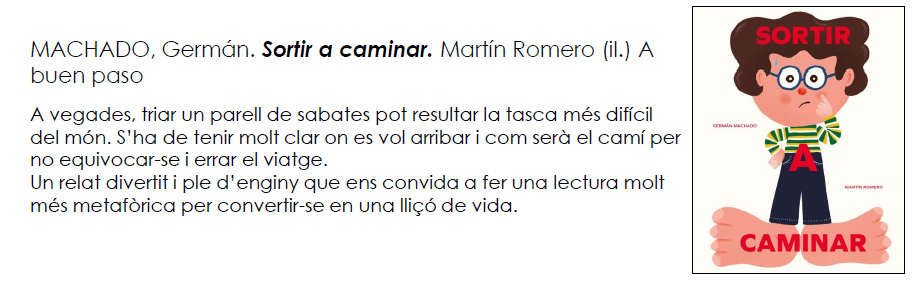 MACHADO, Germán. Sortir a caminar. Martín Romero (il.) A
buen paso
A vegades, triar un parell de sabates pot resultar la tasca més difícil
del món. S'ha de tenir molt clar on es vol arribar i com serà el camí per
no equivocar-se i errar el viatge.
Un relat divertit i ple d'enginy que ens convida a fer una lectura molt
més metafòrica per convertir-se en una lliçó de vida.
SORTIR
GERMÁN MACHADO
A
MARTÍN ROMERO
CAMINAR